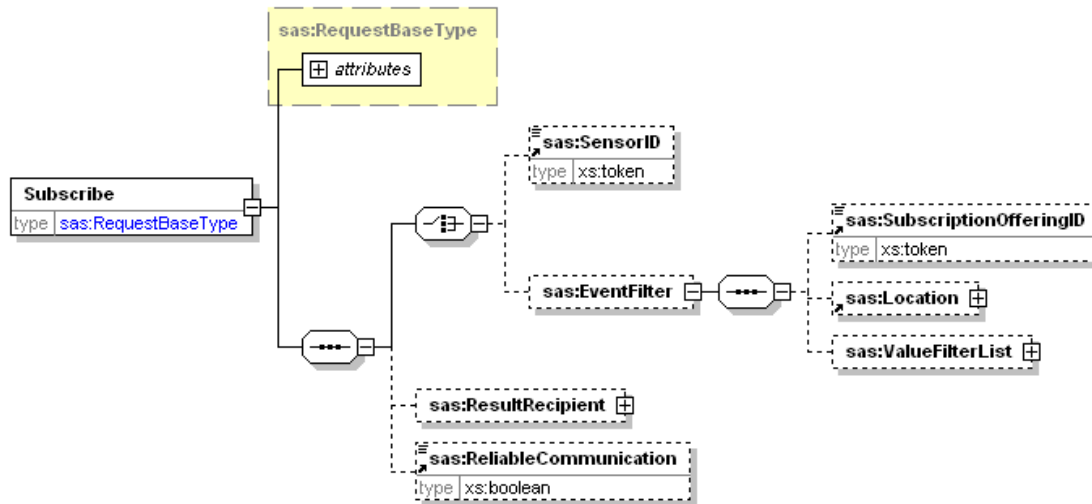 sas:RequestBaseType
attributes
sas:SensorID
type xs:token
Subscribe
type sas:RequestBaseType
sas:SubscriptionOfferingID
type xs:token
sas:EventFilter
sas:Location
sas:ValueFilterList
sas:ResultRecipient
sas:ReliableCommunication
type xs:boolean